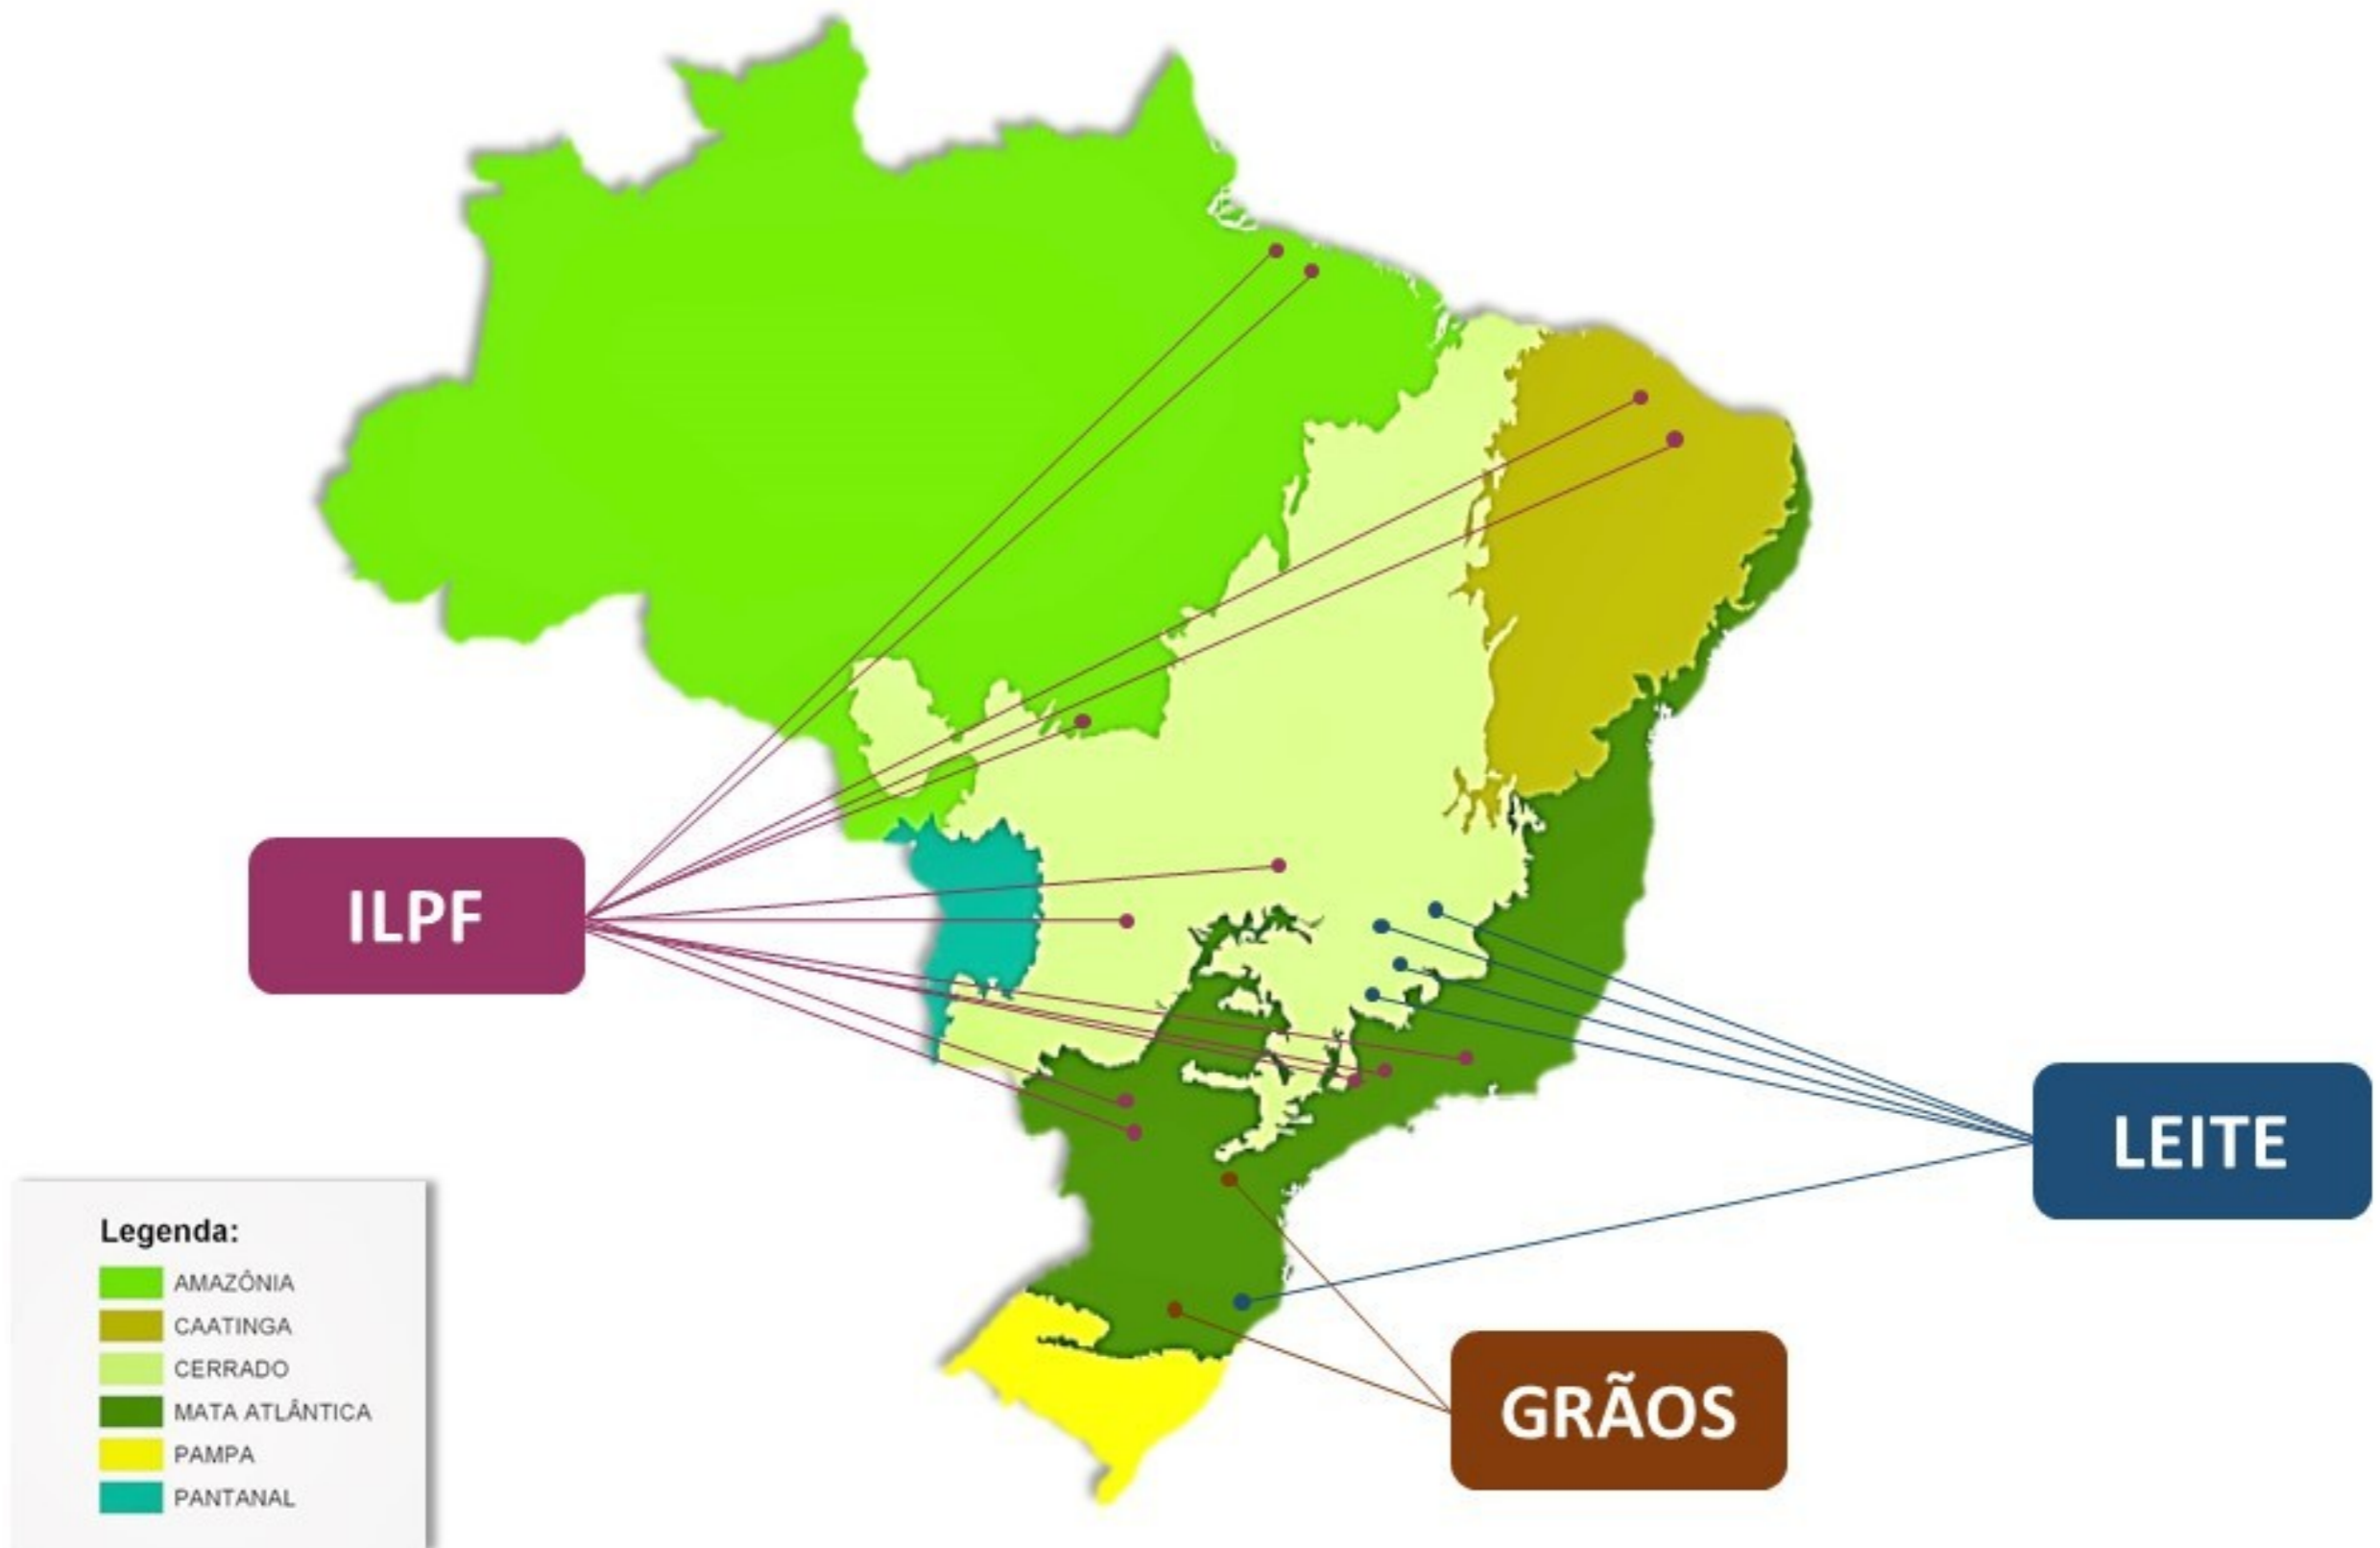 ILPF
LEITE
GRÃOS
Legenda:
AMAZÔNIA
CAATINGA
CERRADO
MATA ATLÂNTICA
PAMPA
PANTANAL